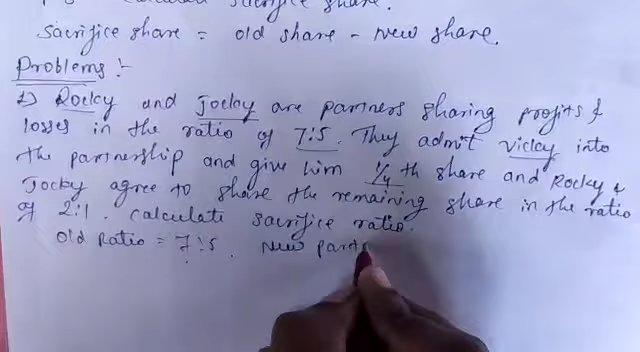 calculate Sacrifice share.
Sacrifice share = old share - New share.
Problems :-
1) Rocky and Jocky are partners sharing profits &
losses in the ratio of 7:5. They admit vicky into
the partnership and give him 1/4 th share and Rocky &
Jocky agree to share the remaining share in the ratio
of 2:1. Calculate sacrifice ratio.
Old Ratio = 7:5. New part